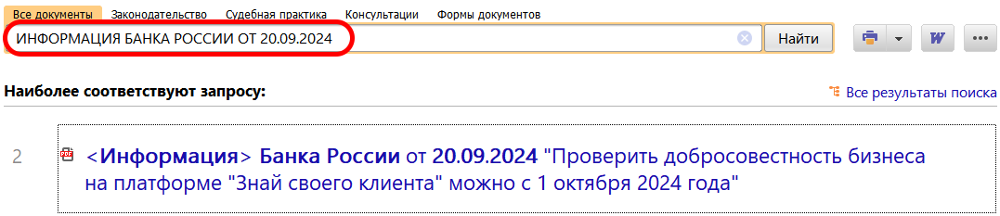 Все документы Законодательство Судебная практика Консультации Формы документов
ИНФОРМАЦИЯ БАНКА РОССИИ ОТ 20.09.2024 Найти W
Наиболее соответствуют запросу: Все результаты поиска
2 PDF <Информация> Банка России от 20.09.2024 "Проверить добросовестность бизнеса
на платформе "Знай своего клиента" можно с 1 октября 2024 года"